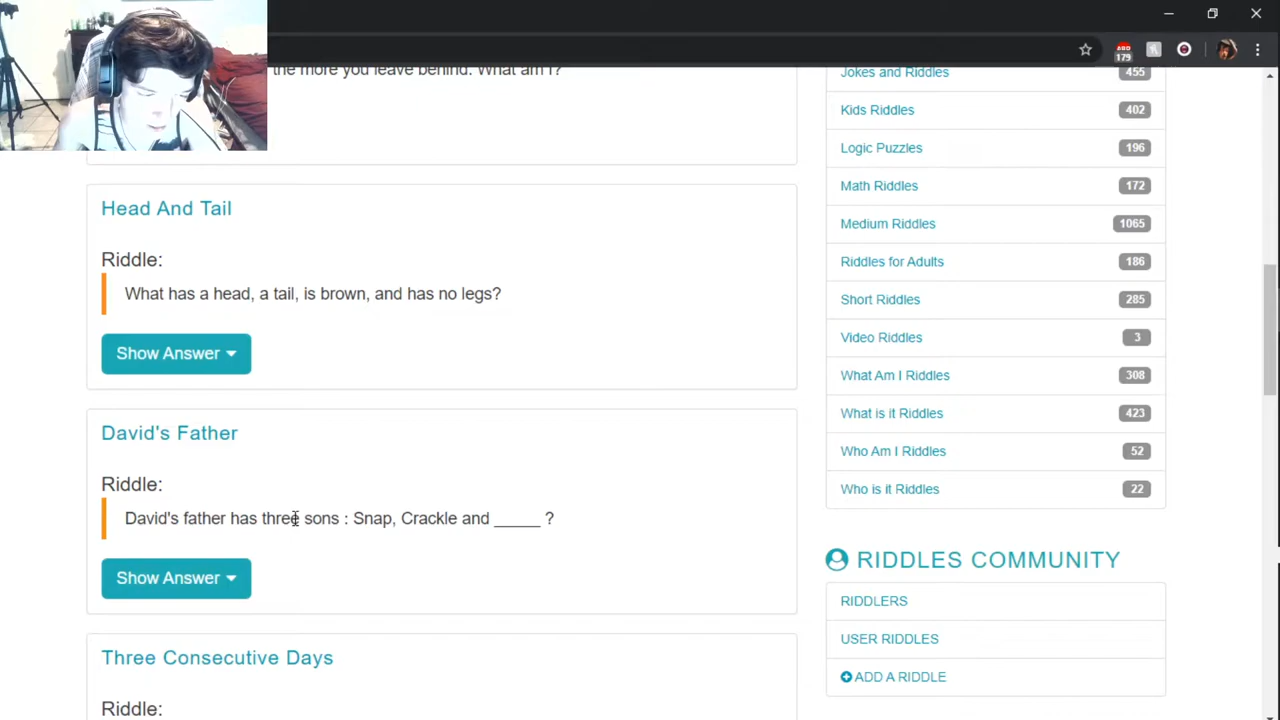 the more you leave behind. What am I?
Head And Tail
Riddle:
What has a head, a tail, is brown, and has no legs?
Show Answer
David's Father
Riddle:
David's father has three sons : Snap, Crackle and _____ ?
Show Answer
Three Consecutive Days
Riddle:
179
Jokes and Riddles 455
Kids Riddles 402
Logic Puzzles 196
Math Riddles 172
Medium Riddles 1065
Riddles for Adults 186
Short Riddles 285
Video Riddles 3
What Am I Riddles 308
What is it Riddles 423
Who Am I Riddles 52
Who is it Riddles 22
RIDDLES COMMUNITY
RIDDLERS
USER RIDDLES
ADD A RIDDLE